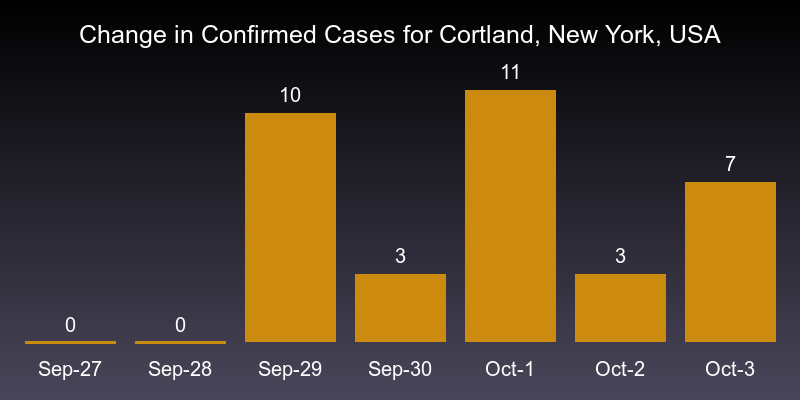 Change in Confirmed Cases for Cortland, New York, USA
0
0
10
3
11
3
7
Sep-27
Sep-28
Sep-29
Sep-30
Oct-1
Oct-2
Oct-3